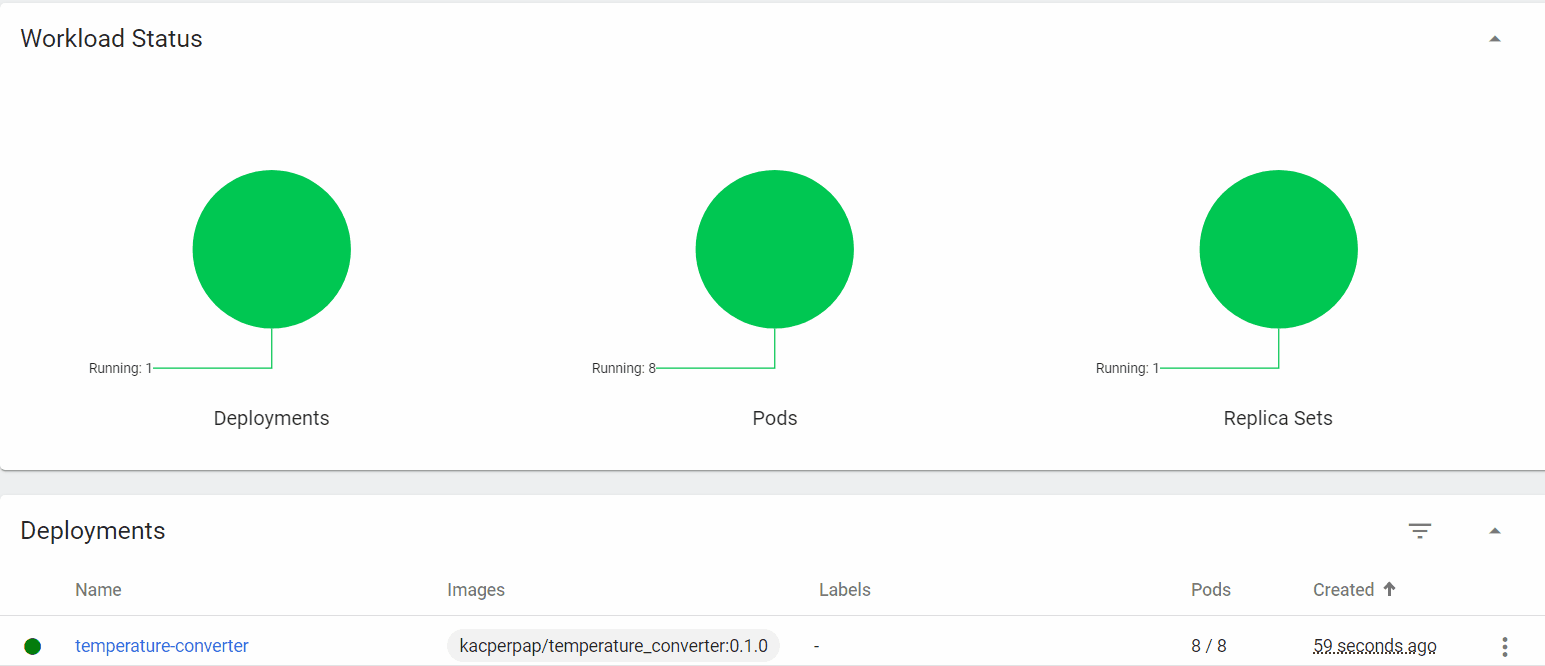 Workload Status
Running: 1 Running: 8 Running: 1
Deployments Pods Replica Sets
Deployments
Name Images Labels Pods Created
temperature-converter kacperpap/temperature_converter:0.1.0 - 8 / 8 59 seconds ago